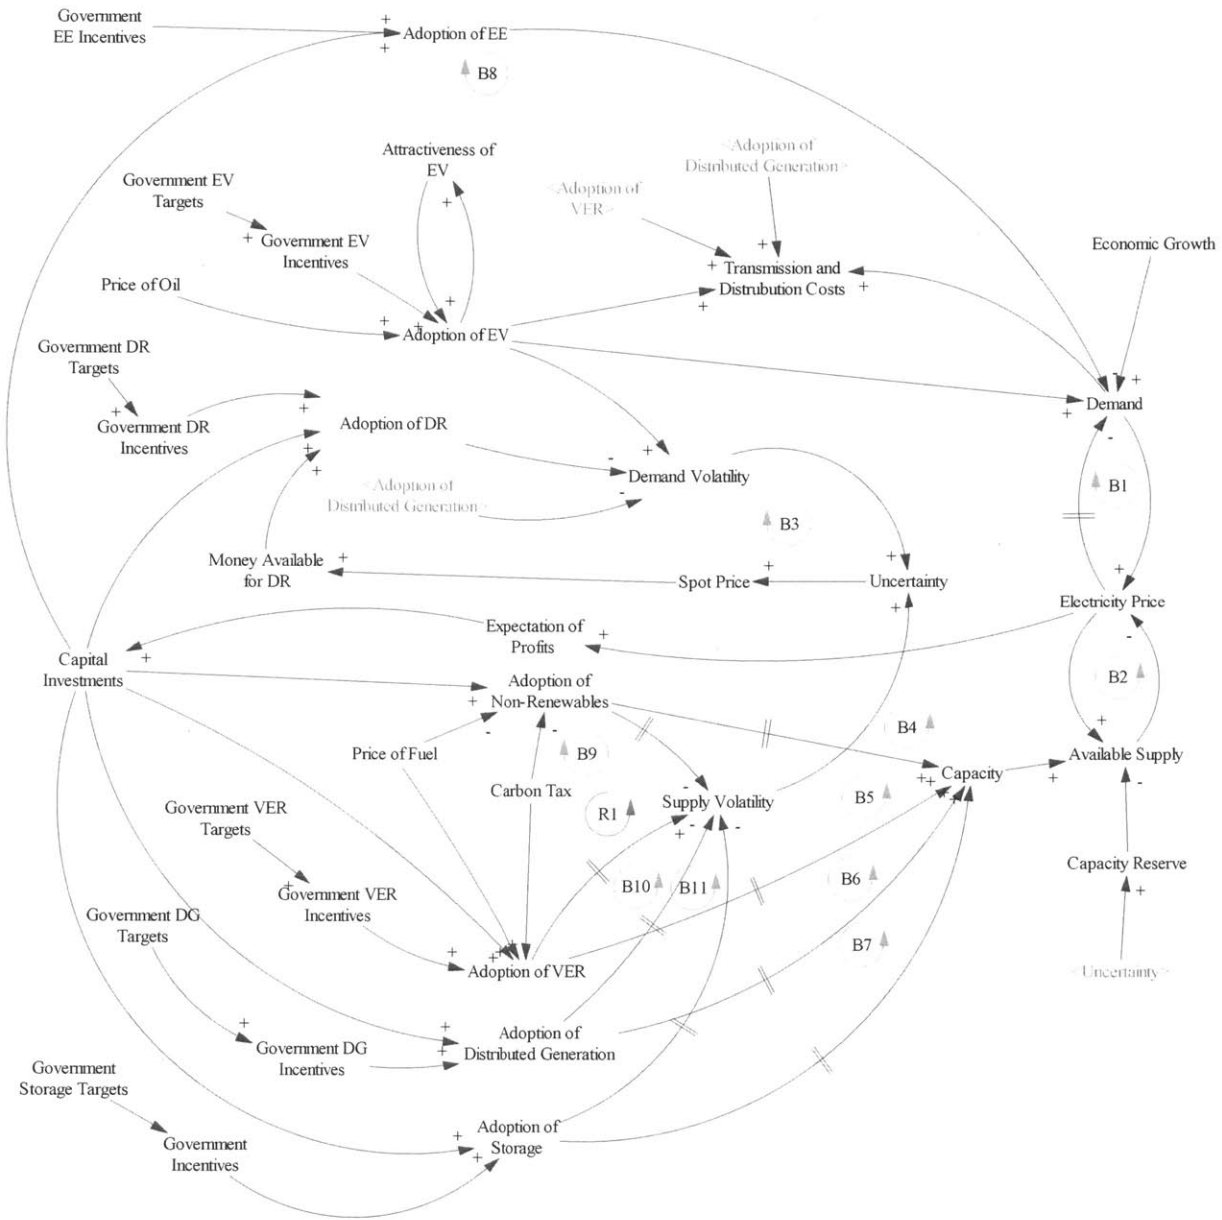 Government
EE Incentives
+
+
Adoption of EE
B8
Attractiveness of
EV
+
<Adoption of
Distributed Generation>
Government EV
Targets
<Adoption of
VER>
+
Government EV
Incentives
+
+
Transmission and
Distrubution Costs
+
+
Economic Growth
Price of Oil
+
+
+
Adoption of EV
Government DR
Targets
-
+
+
Demand
-
+
Government DR
Incentives
+
Adoption of DR
+
+
-
+
Demand Volatility
-
<Adoption of
Distributed Generation>
B1
B3
Money Available
for DR
+
Spot Price
+
+
Uncertainty
+
+
Electricity Price
-
Expectation of
Profits
+
Capital
Investments
+
Adoption of
Non-Renewables
+
-
-
B2
+
Available Supply
+
-
Price of Fuel
B9
B4
Carbon Tax
Capacity
+
+
+
+
B5
Government VER
Targets
R1
Supply Volatility
-
+
-
-
+
Government VER
Incentives
B10
B11
B6
Capacity Reserve
+
Government DG
Targets
+
+
+
+
Adoption of VER
B7
<Uncertainty>
+
Government DG
Incentives
+
+
Adoption of
Distributed Generation
Government
Storage Targets
Government
Incentives
+
+
Adoption of
Storage